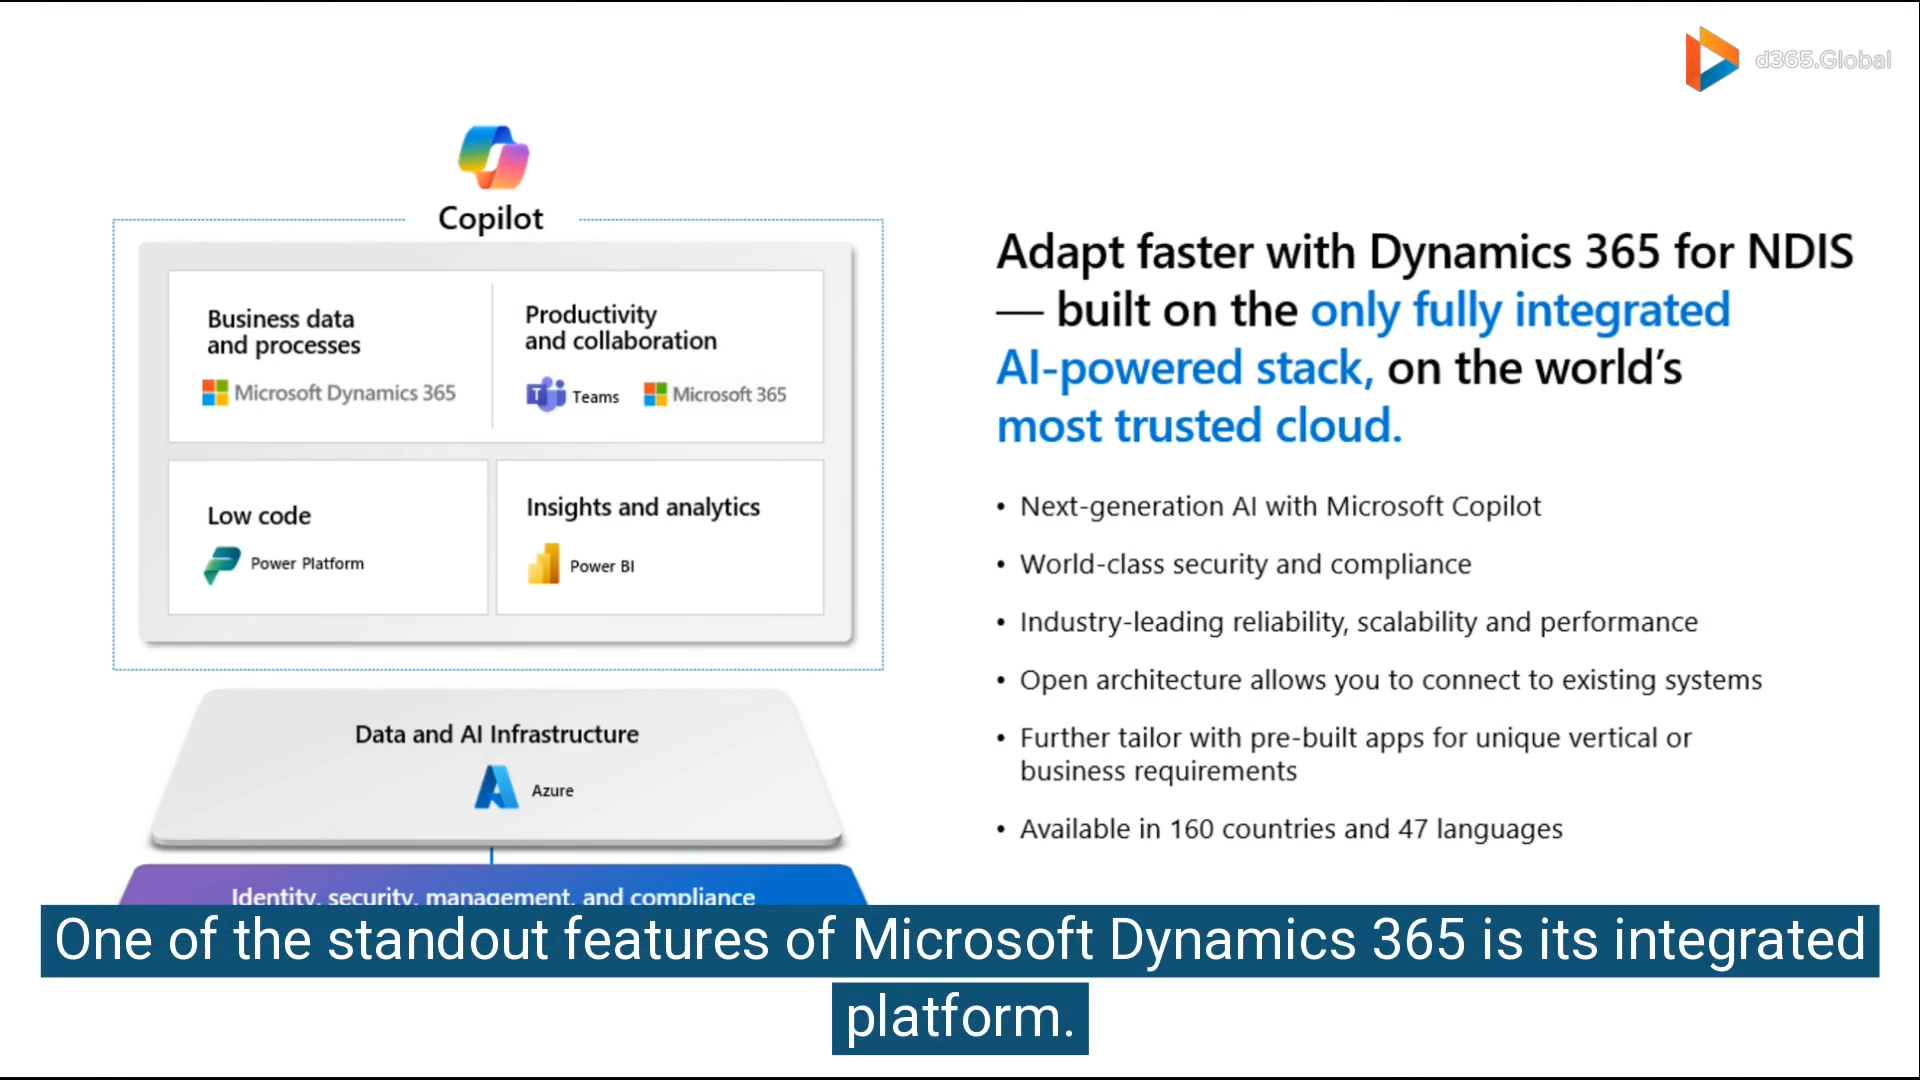 d365.Global
Copilot
Business data
and processes
Microsoft Dynamics 365
Productivity
and collaboration
Teams
Microsoft 365
Low code
Power Platform
Insights and analytics
Power BI
Data and AI Infrastructure
Azure
Identity, security, management, and compliance
Adapt faster with Dynamics 365 for NDIS
— built on the only fully integrated
AI-powered stack, on the world's
most trusted cloud.
• Next-generation AI with Microsoft Copilot
• World-class security and compliance
• Industry-leading reliability, scalability and performance
• Open architecture allows you to connect to existing systems
• Further tailor with pre-built apps for unique vertical or
business requirements
• Available in 160 countries and 47 languages
One of the standout features of Microsoft Dynamics 365 is its integrated
platform.